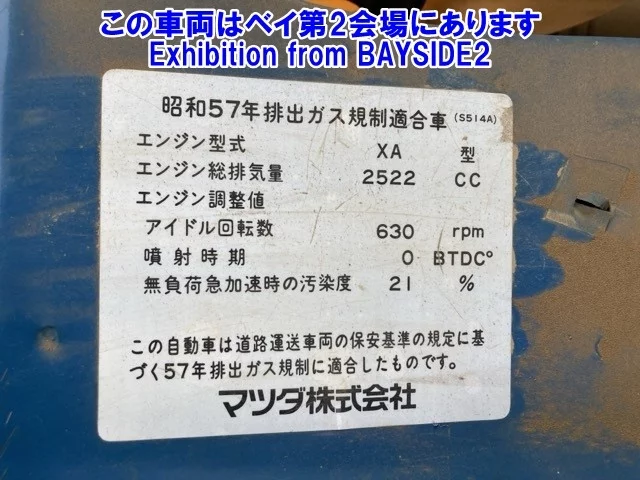 この車両はベイ第2会場にあります
Exhibition from BAYSIDE2
昭和57年排出ガス規制適合車 (S514A)
エンジン型式 XA 型
エンジン総排気量 2522 CC
エンジン調整値
アイドル回転数 630 rpm
噴射時期 0 BTDC°
無負荷急加速時の汚染度 21 %
この自動車は道路運送車両の保安基準の規定に基
づく57年排出ガス規制に適合したものです。
マツダ株式会社